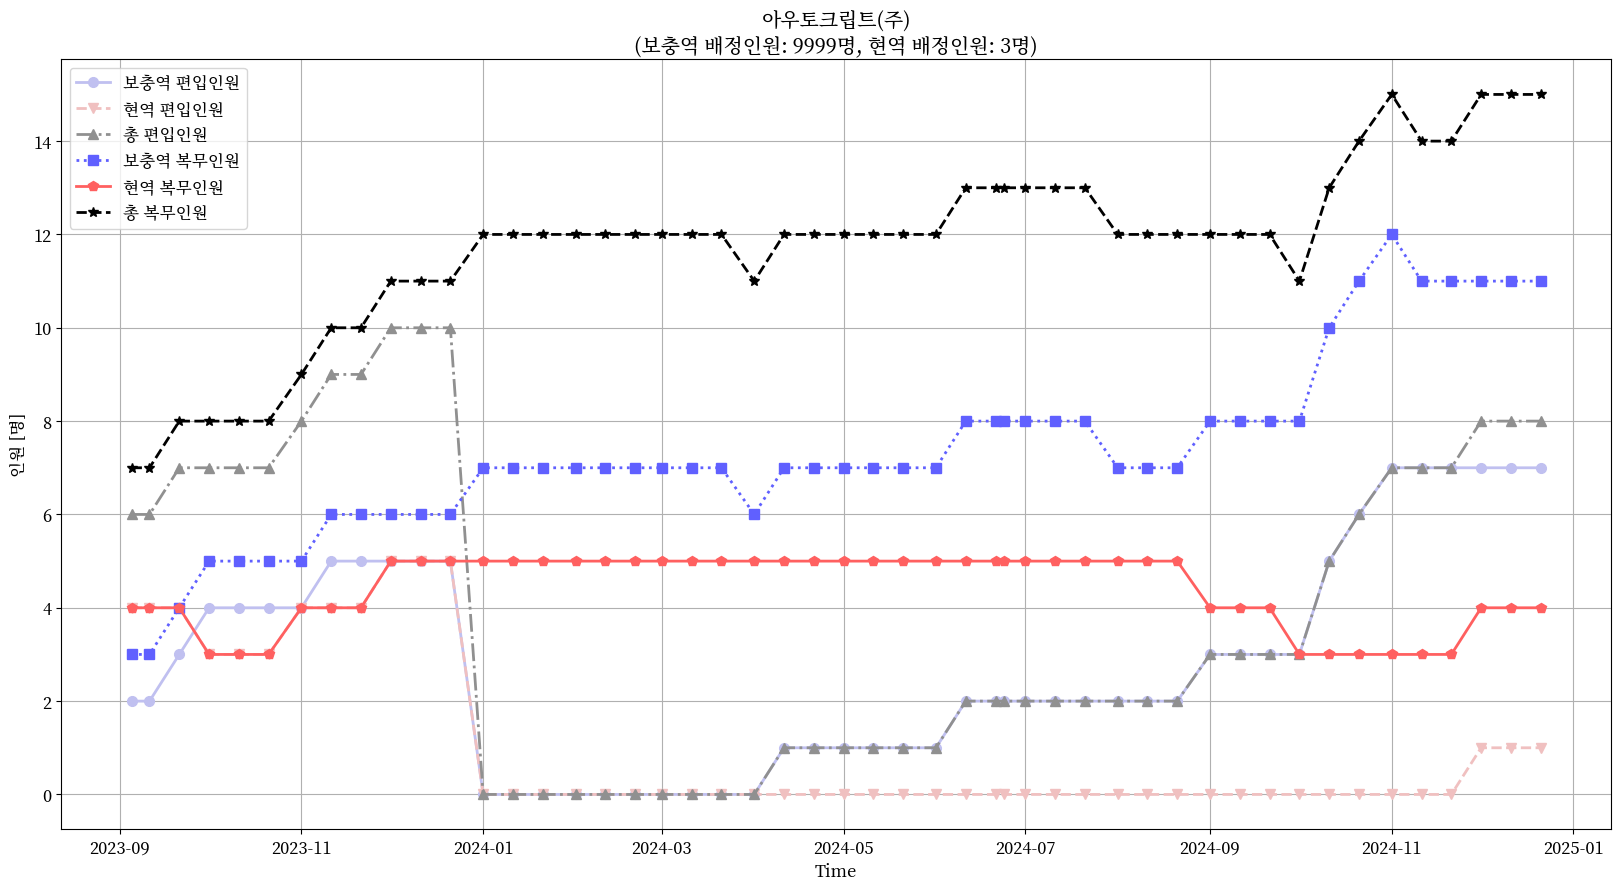 아우토크립트(주)
(보충역 배정인원: 9999명, 현역 배정인원: 3명)
보충역 편입인원
현역 편입인원
총 편입인원
보충역 복무인원
현역 복무인원
총 복무인원
인원 [명]
14
12
10
8
6
4
2
0
2023-09 2023-11 2024-01 2024-03 2024-05 2024-07 2024-09 2024-11 2025-01
Time